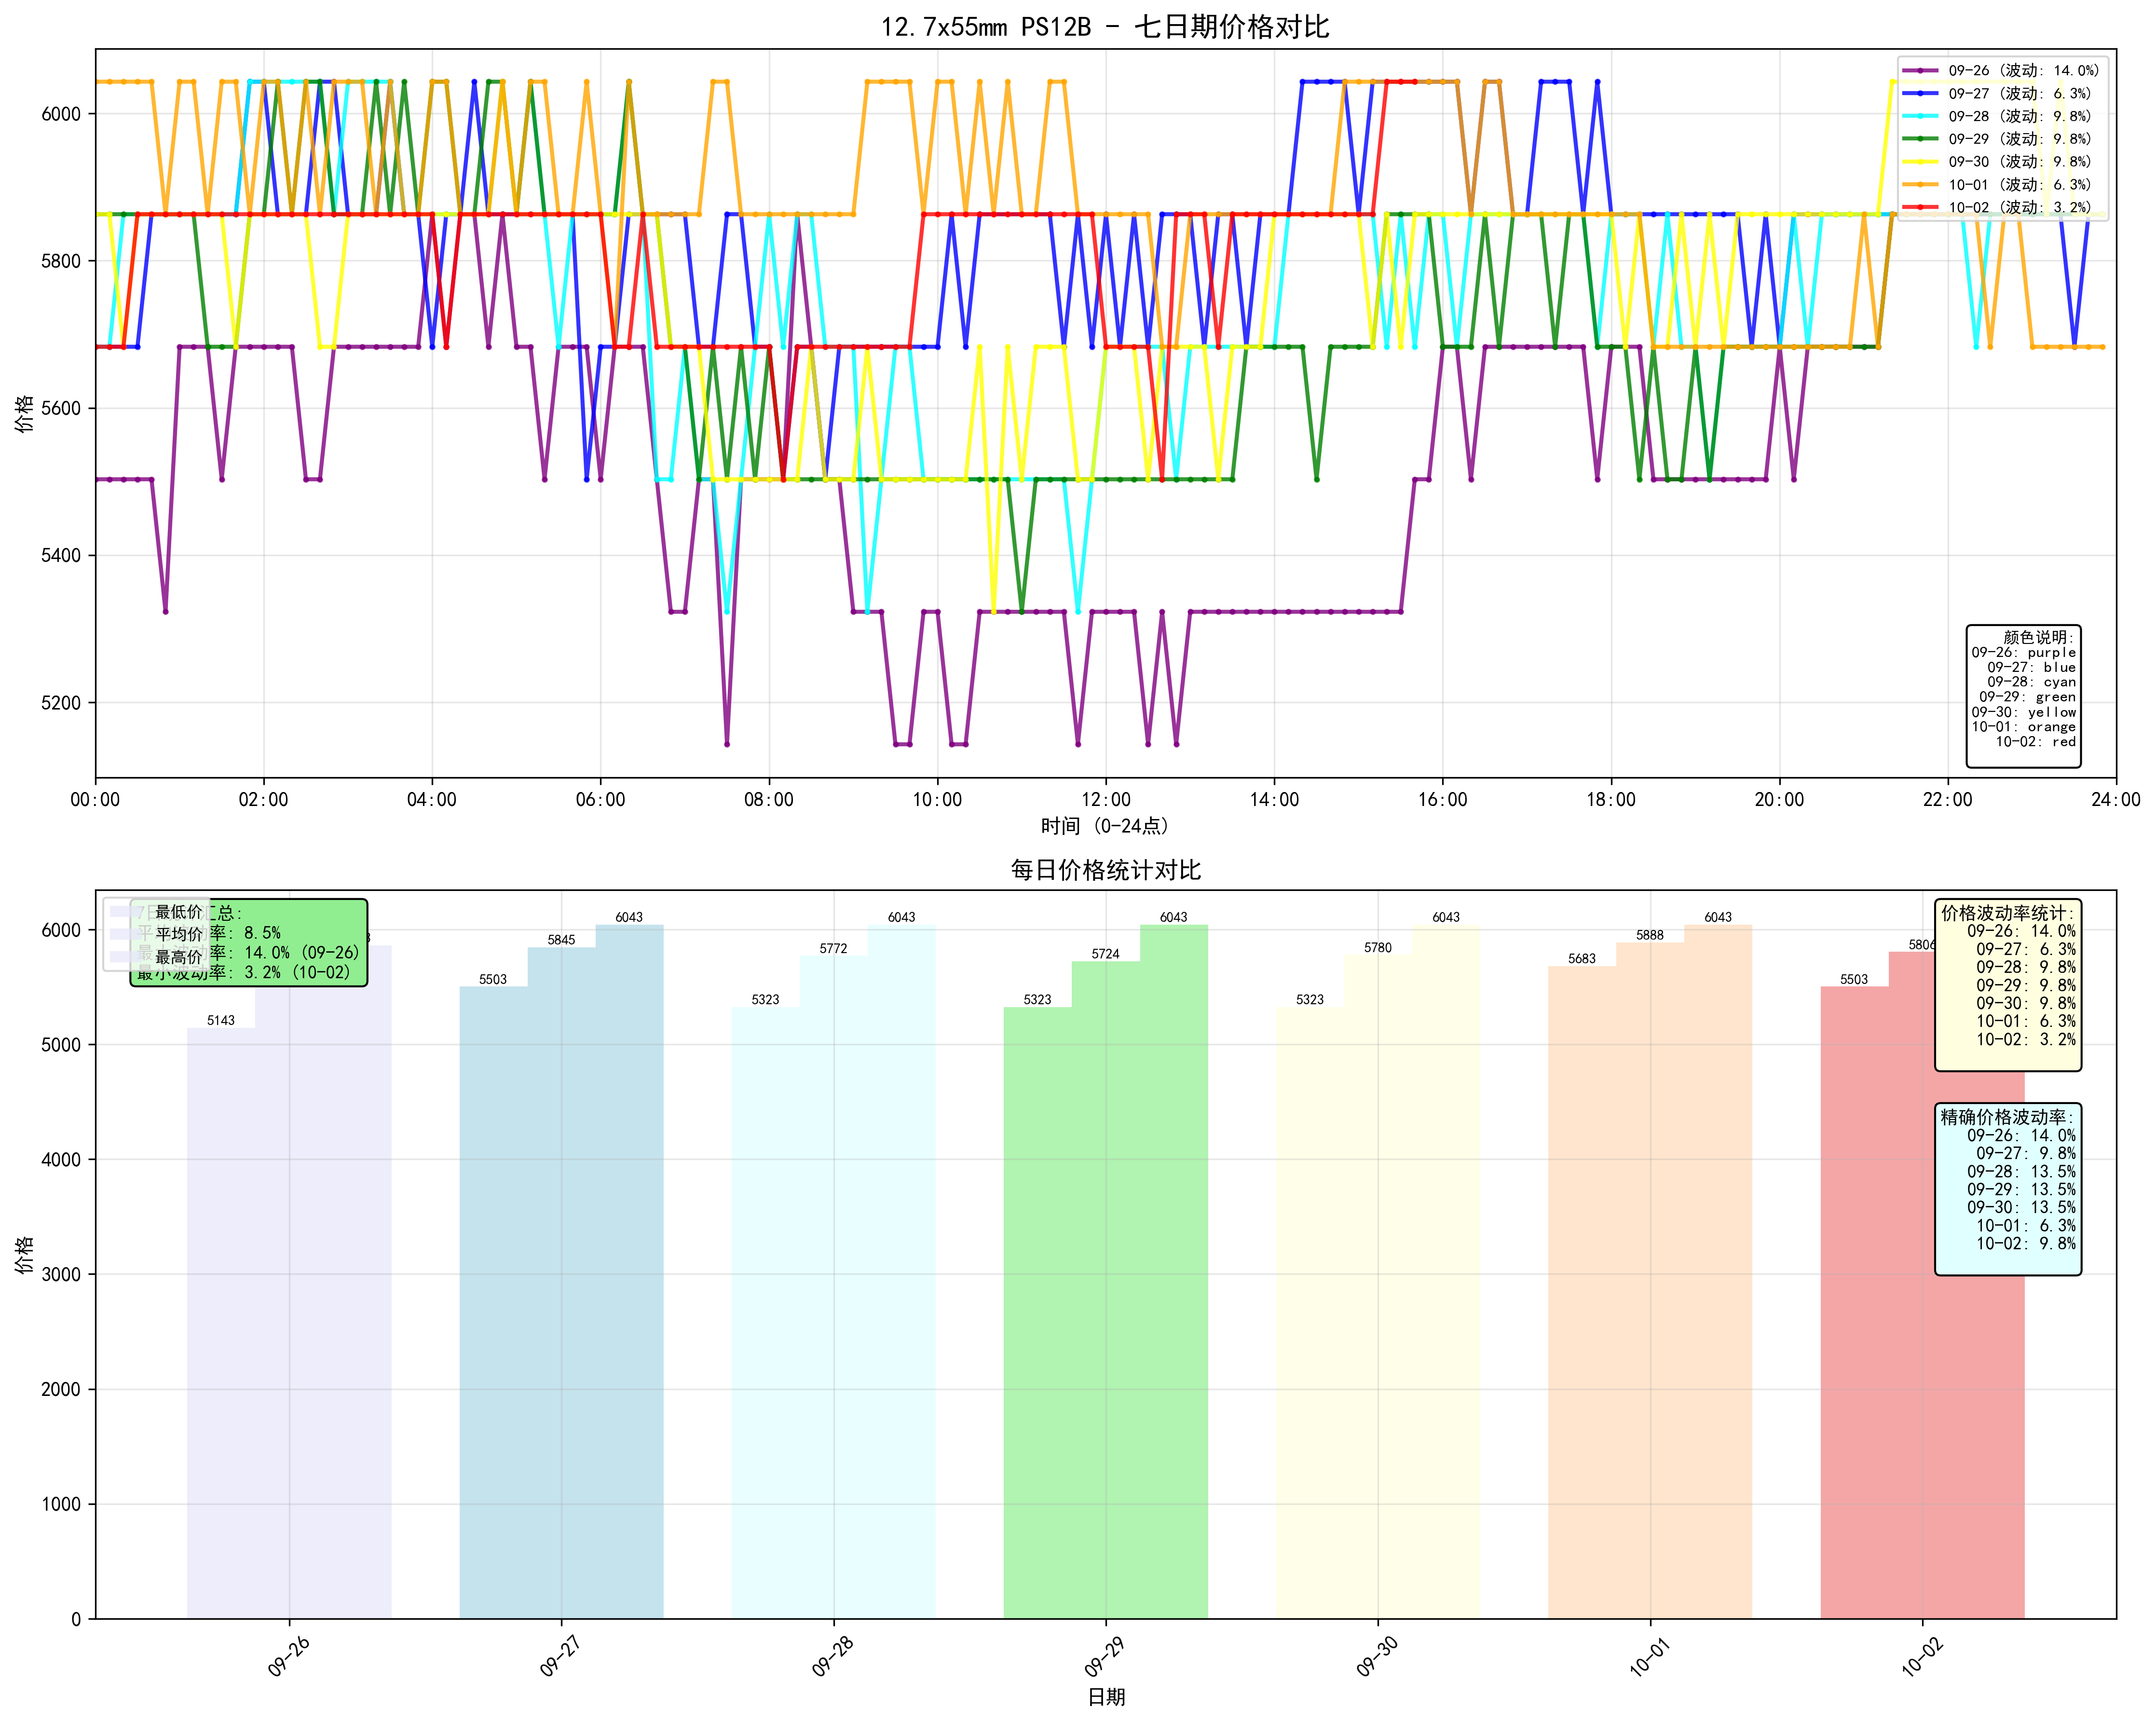 12.7x55mm PS12B - 七日期价格对比
价格
6000
5800
5600
5400
5200
00:00
02:00
04:00
06:00
08:00
10:00
12:00
14:00
16:00
18:00
20:00
22:00
24:00
时间 (0-24点)
09-26 (波动: 14.0%)
09-27 (波动: 6.3%)
09-28 (波动: 9.8%)
09-29 (波动: 9.8%)
09-30 (波动: 9.8%)
10-01 (波动: 6.3%)
10-02 (波动: 3.2%)
颜色说明:
09-26: purple
09-27: blue
09-28: cyan
09-29: green
09-30: yellow
10-01: orange
10-02: red
每日价格统计对比
价格
6000
5000
4000
3000
2000
1000
0
最低价
平均价
最高价
汇总:
率: 8.5%
最大波动率: 14.0% (09-26)
最小波动率: 3.2% (10-02)
5143
5503
5845
6043
5323
5772
6043
5323
5724
6043
5323
5780
6043
5683
5888
6043
5503
5806
价格波动率统计:
09-26: 14.0%
09-27: 6.3%
09-28: 9.8%
09-29: 9.8%
09-30: 9.8%
10-01: 6.3%
10-02: 3.2%
精确价格波动率:
09-26: 14.0%
09-27: 9.8%
09-28: 13.5%
09-29: 13.5%
09-30: 13.5%
10-01: 6.3%
10-02: 9.8%
09-26
09-27
09-28
09-29
09-30
10-01
10-02
日期